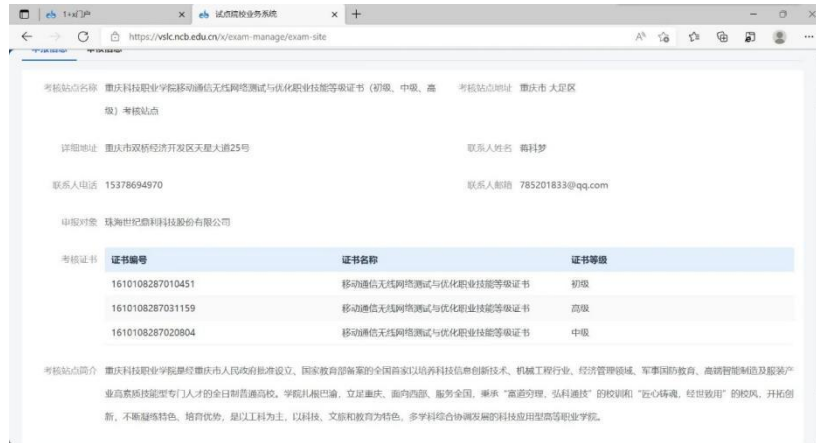 1+x门户
试点院校业务系统
https://vslc.ncb.edu.cn/x/exam-manage/exam-site
考核站点名称 重庆科技职业学院移动通信无线网络测试与优化职业技能等级证书（初级、中级、高
级）考核站点
考核站点地址 重庆市 大足区
详细地址 重庆市双桥经济开发区天星大道25号
联系人姓名 蒋科梦
联系人电话 15378694970
联系人邮箱 785201833@qq.com
申报对象 珠海世纪鼎利科技股份有限公司
考核证书 证书编号 证书名称 证书等级
1610108287010451 移动通信无线网络测试与优化职业技能等级证书 初级
1610108287031159 移动通信无线网络测试与优化职业技能等级证书 高级
1610108287020804 移动通信无线网络测试与优化职业技能等级证书 中级
考核站点简介 重庆科技职业学院是经重庆市人民政府批准设立、国家教育部备案的全国首家以培养科技信息创新技术、机械工程行业、经济管理领域、军事国防教育、高端智能制造及服装产
业高素质技能型专门人才的全日制普通高校。学院扎根巴渝，立足重庆、面向西部、服务全国，秉承“富道穷理、弘科通技”的校训和“匠心铸魂，经世致用”的校风，开拓创
新、不断凝练特色、培育优势，是以工科为主，以科技、文旅和教育为特色，多学科综合协调发展的科技应用型高等职业学院。